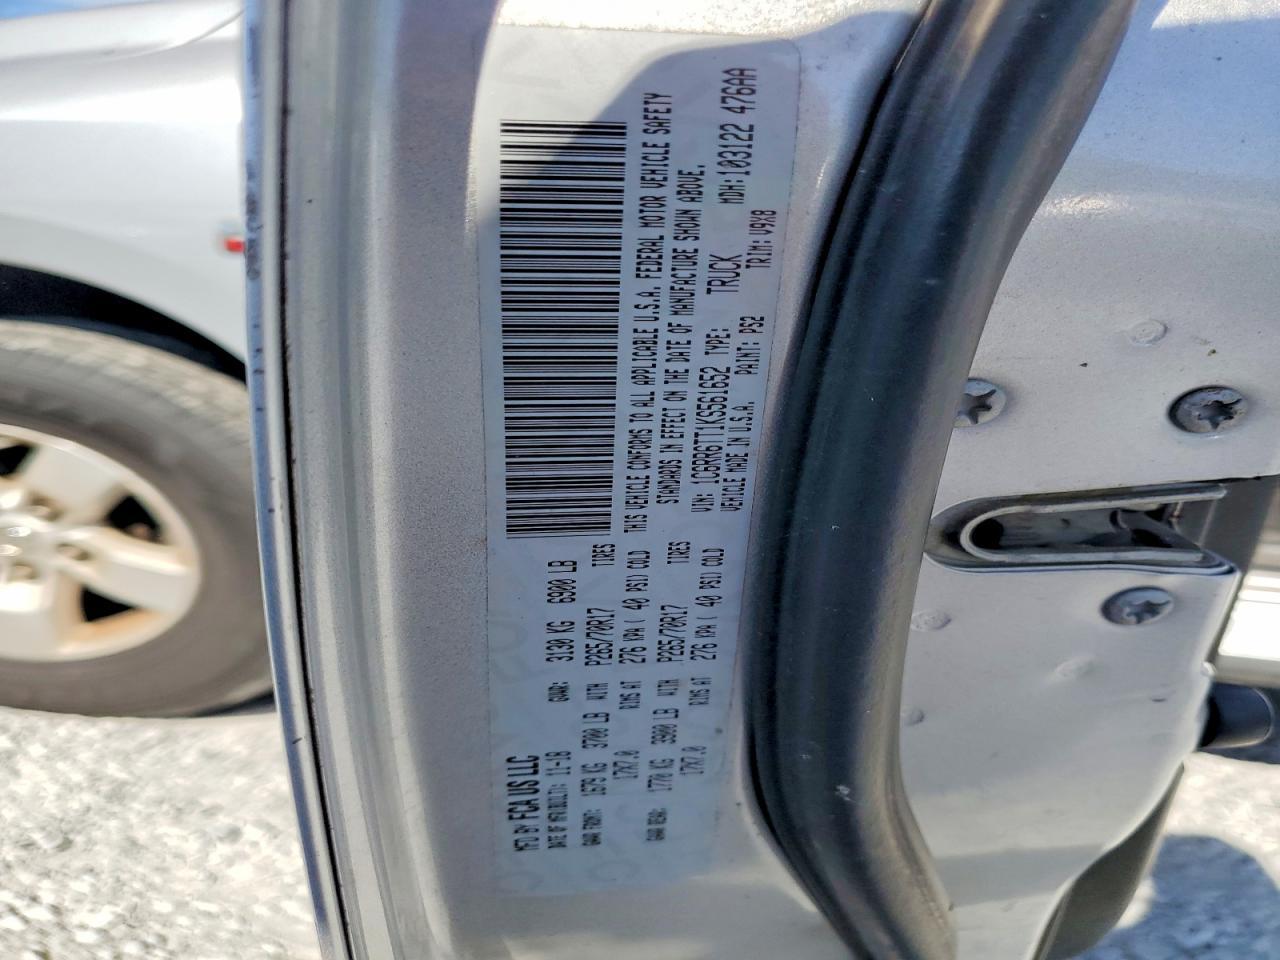 MFD BY FCA US LLC
DATE OF MFR(BUILT): 11-18 GVWR: 3130 KG 6900 LB
GAWR FRONT: 1679 KG 3700 LB WITH P265/70R17 TIRES
17X7.0 RIMS AT 276 KPA ( 40 PSI) COLD
GAWR REAR: 1770 KG 3900 LB WITH P265/70R17 TIRES
17X7.0 RIMS AT 276 KPA ( 40 PSI) COLD
THIS VEHICLE CONFORMS TO ALL APPLICABLE U.S.A. FEDERAL MOTOR VEHICLE SAFETY
STANDARDS IN EFFECT ON THE DATE OF MANUFACTURE SHOWN ABOVE.
VIN: 1C6RR6TT1KS561652 TYPE: TRUCK MDH: 103122 476AA
VEHICLE MADE IN U.S.A. PAINT: PS2 TRIM: V9X8